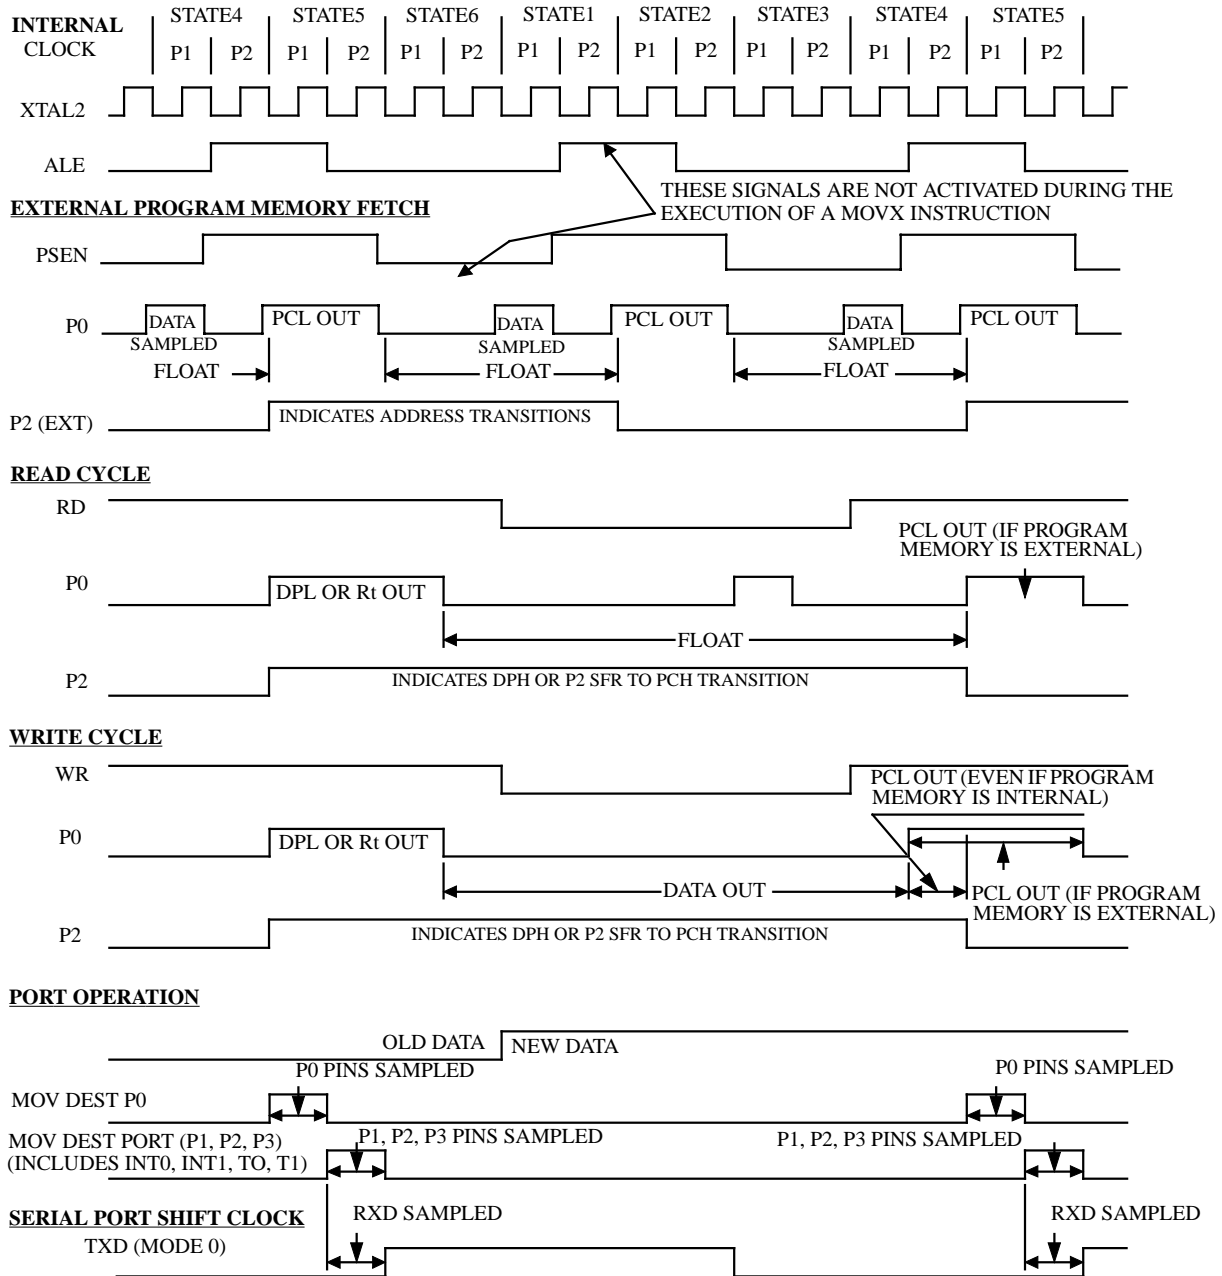 INTERNAL CLOCK
STATE4 STATE5 STATE6 STATE1 STATE2 STATE3 STATE4 STATE5
P1 P2 P1 P2 P1 P2 P1 P2 P1 P2 P1 P2 P1 P2 P1 P2
XTAL2
ALE
THESE SIGNALS ARE NOT ACTIVATED DURING THE
EXECUTION OF A MOVX INSTRUCTION
EXTERNAL PROGRAM MEMORY FETCH
PSEN
P0
DATA SAMPLED
PCL OUT
DATA SAMPLED
PCL OUT
DATA SAMPLED
PCL OUT
FLOAT
FLOAT
FLOAT
P2 (EXT)
INDICATES ADDRESS TRANSITIONS
READ CYCLE
RD
PCL OUT (IF PROGRAM
MEMORY IS EXTERNAL)
P0
DPL OR Rt OUT
FLOAT
P2
INDICATES DPH OR P2 SFR TO PCH TRANSITION
WRITE CYCLE
WR
PCL OUT (EVEN IF PROGRAM
MEMORY IS INTERNAL)
P0
DPL OR Rt OUT
DATA OUT
PCL OUT (IF PROGRAM
MEMORY IS EXTERNAL)
P2
INDICATES DPH OR P2 SFR TO PCH TRANSITION
PORT OPERATION
OLD DATA
NEW DATA
P0 PINS SAMPLED
P0 PINS SAMPLED
MOV DEST P0
MOV DEST PORT (P1, P2, P3)
(INCLUDES INT0, INT1, TO, T1)
P1, P2, P3 PINS SAMPLED
P1, P2, P3 PINS SAMPLED
SERIAL PORT SHIFT CLOCK
RXD SAMPLED
RXD SAMPLED
TXD (MODE 0)